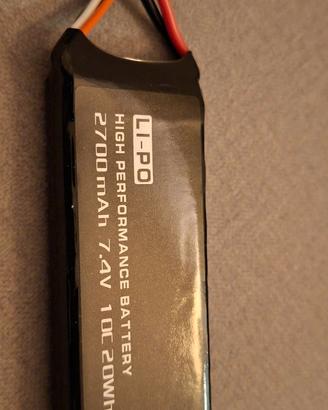 LI-PO
HIGH PERFORMANCE BATTERY
2700mAh 7.4V 10C 20Wh